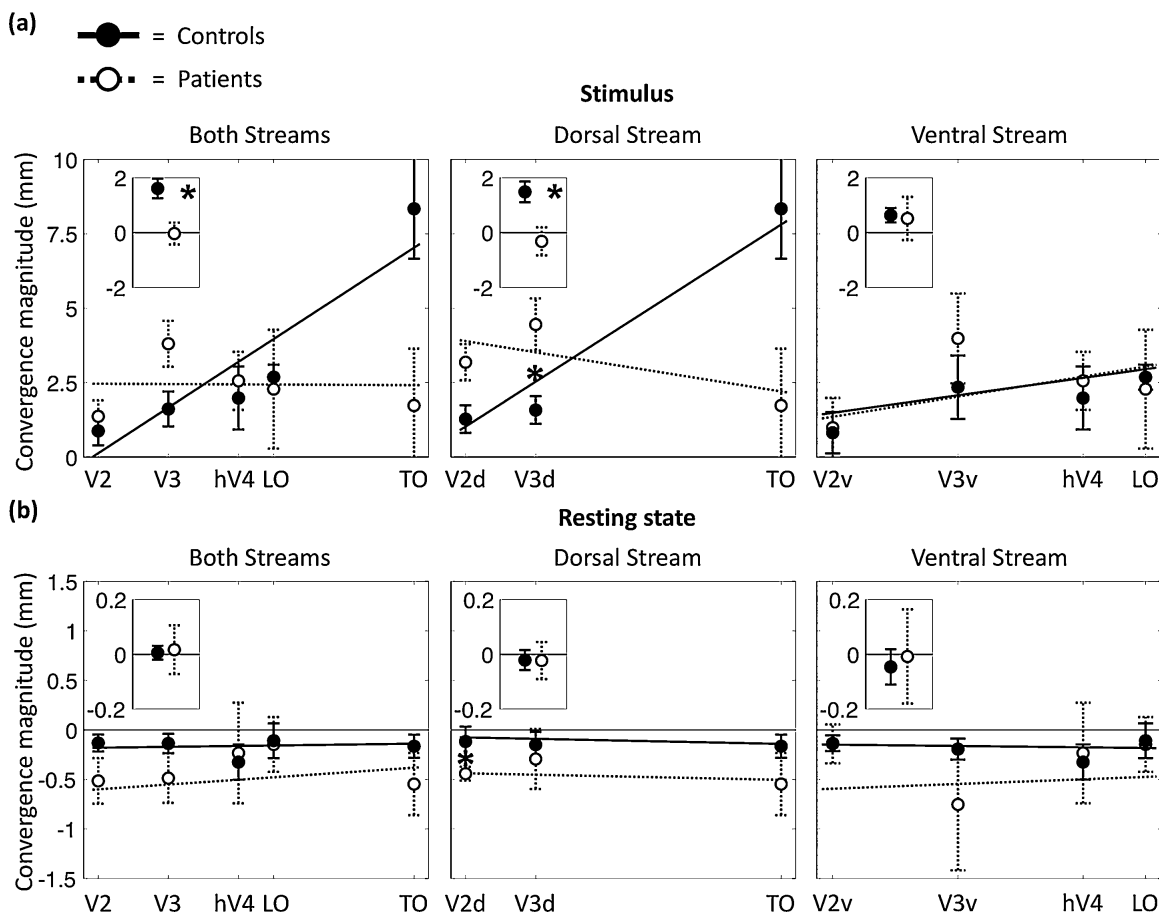 (a)
= Controls
= Patients
Stimulus
Both Streams Dorsal Stream Ventral Stream
Convergence magnitude (mm)
10
7.5
5
2.5
0
2
0
-2
*
2
0
-2
*
*
2
0
-2
V2 V3 hV4 LO TO V2d V3d TO V2v V3v hV4 LO
(b)
Resting state
Both Streams Dorsal Stream Ventral Stream
Convergence magnitude (mm)
1.5
1
0.5
0
-0.5
-1
-1.5
0.2
0
-0.2
0.2
0
-0.2
*
0.2
0
-0.2
V2 V3 hV4 LO TO V2d V3d TO V2v V3v hV4 LO